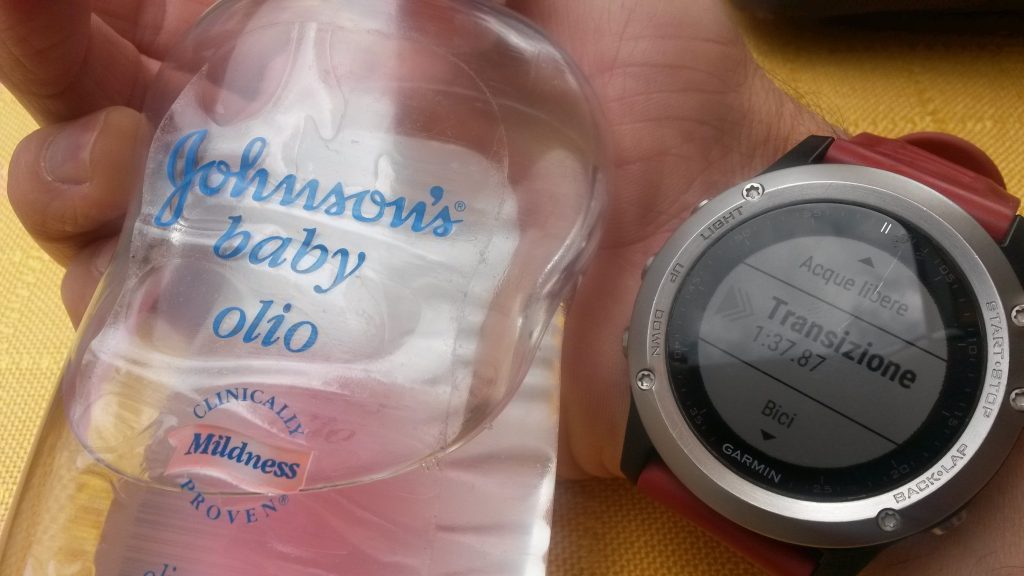 Johnson's®
baby
olio
CLINICALLY
Mildness
PROVEN®
LIGHT
UP
DOWN
START•STOP
BACK•LAP
GARMIN
Acque libere
Transizione
1:37.87
Bici